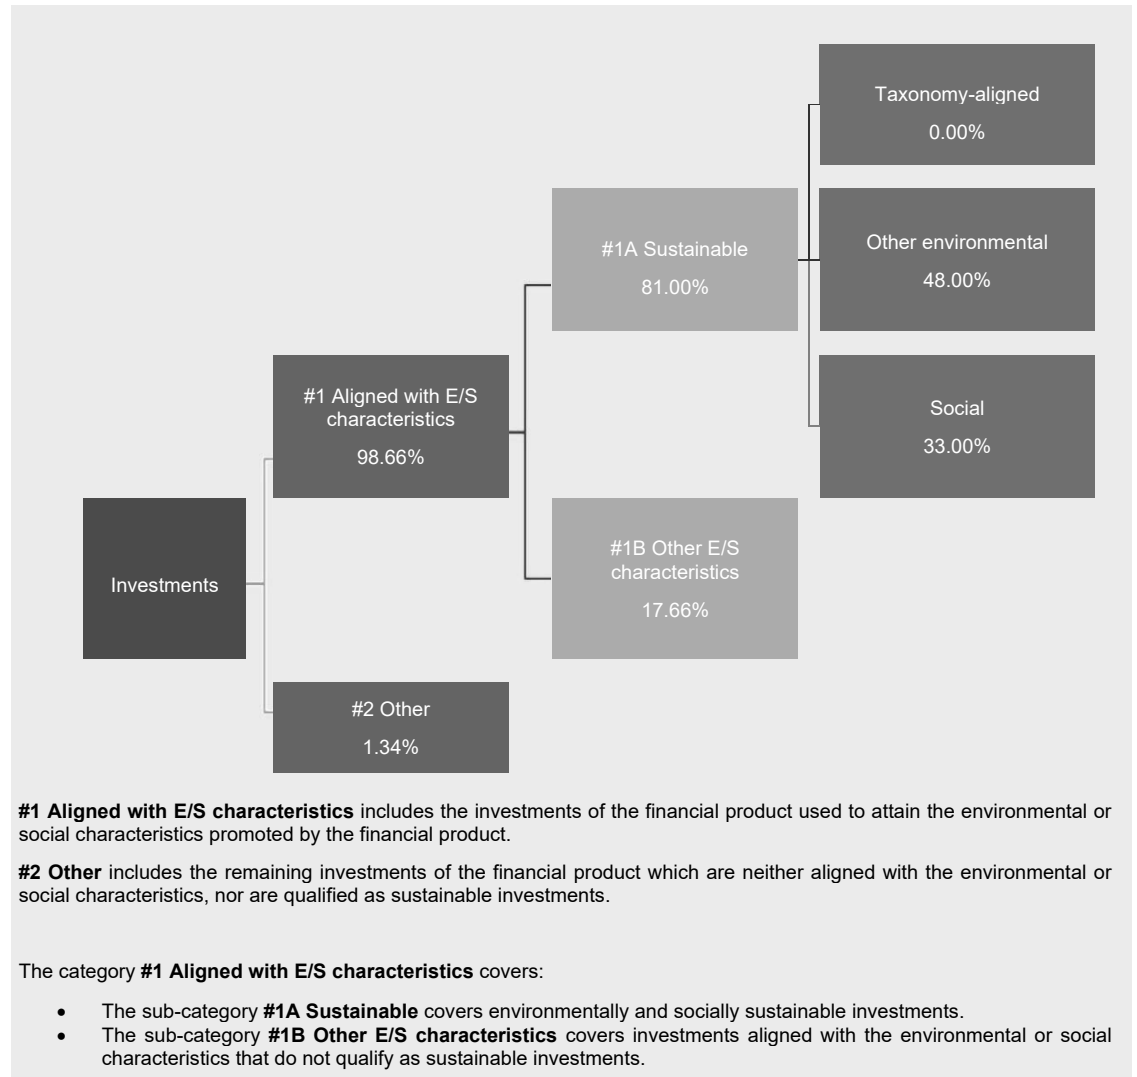 Taxonomy-aligned
0.00%
#1A Sustainable
81.00%
Other environmental
48.00%
#1 Aligned with E/S
characteristics
98.66%
Social
33.00%
Investments
#1B Other E/S
characteristics
17.66%
#2 Other
1.34%
#1 Aligned with E/S characteristics includes the investments of the financial product used to attain the environmental or
social characteristics promoted by the financial product.
#2 Other includes the remaining investments of the financial product which are neither aligned with the environmental or
social characteristics, nor are qualified as sustainable investments.
The category #1 Aligned with E/S characteristics covers:
• The sub-category #1A Sustainable covers environmentally and socially sustainable investments.
• The sub-category #1B Other E/S characteristics covers investments aligned with the environmental or social
characteristics that do not qualify as sustainable investments.